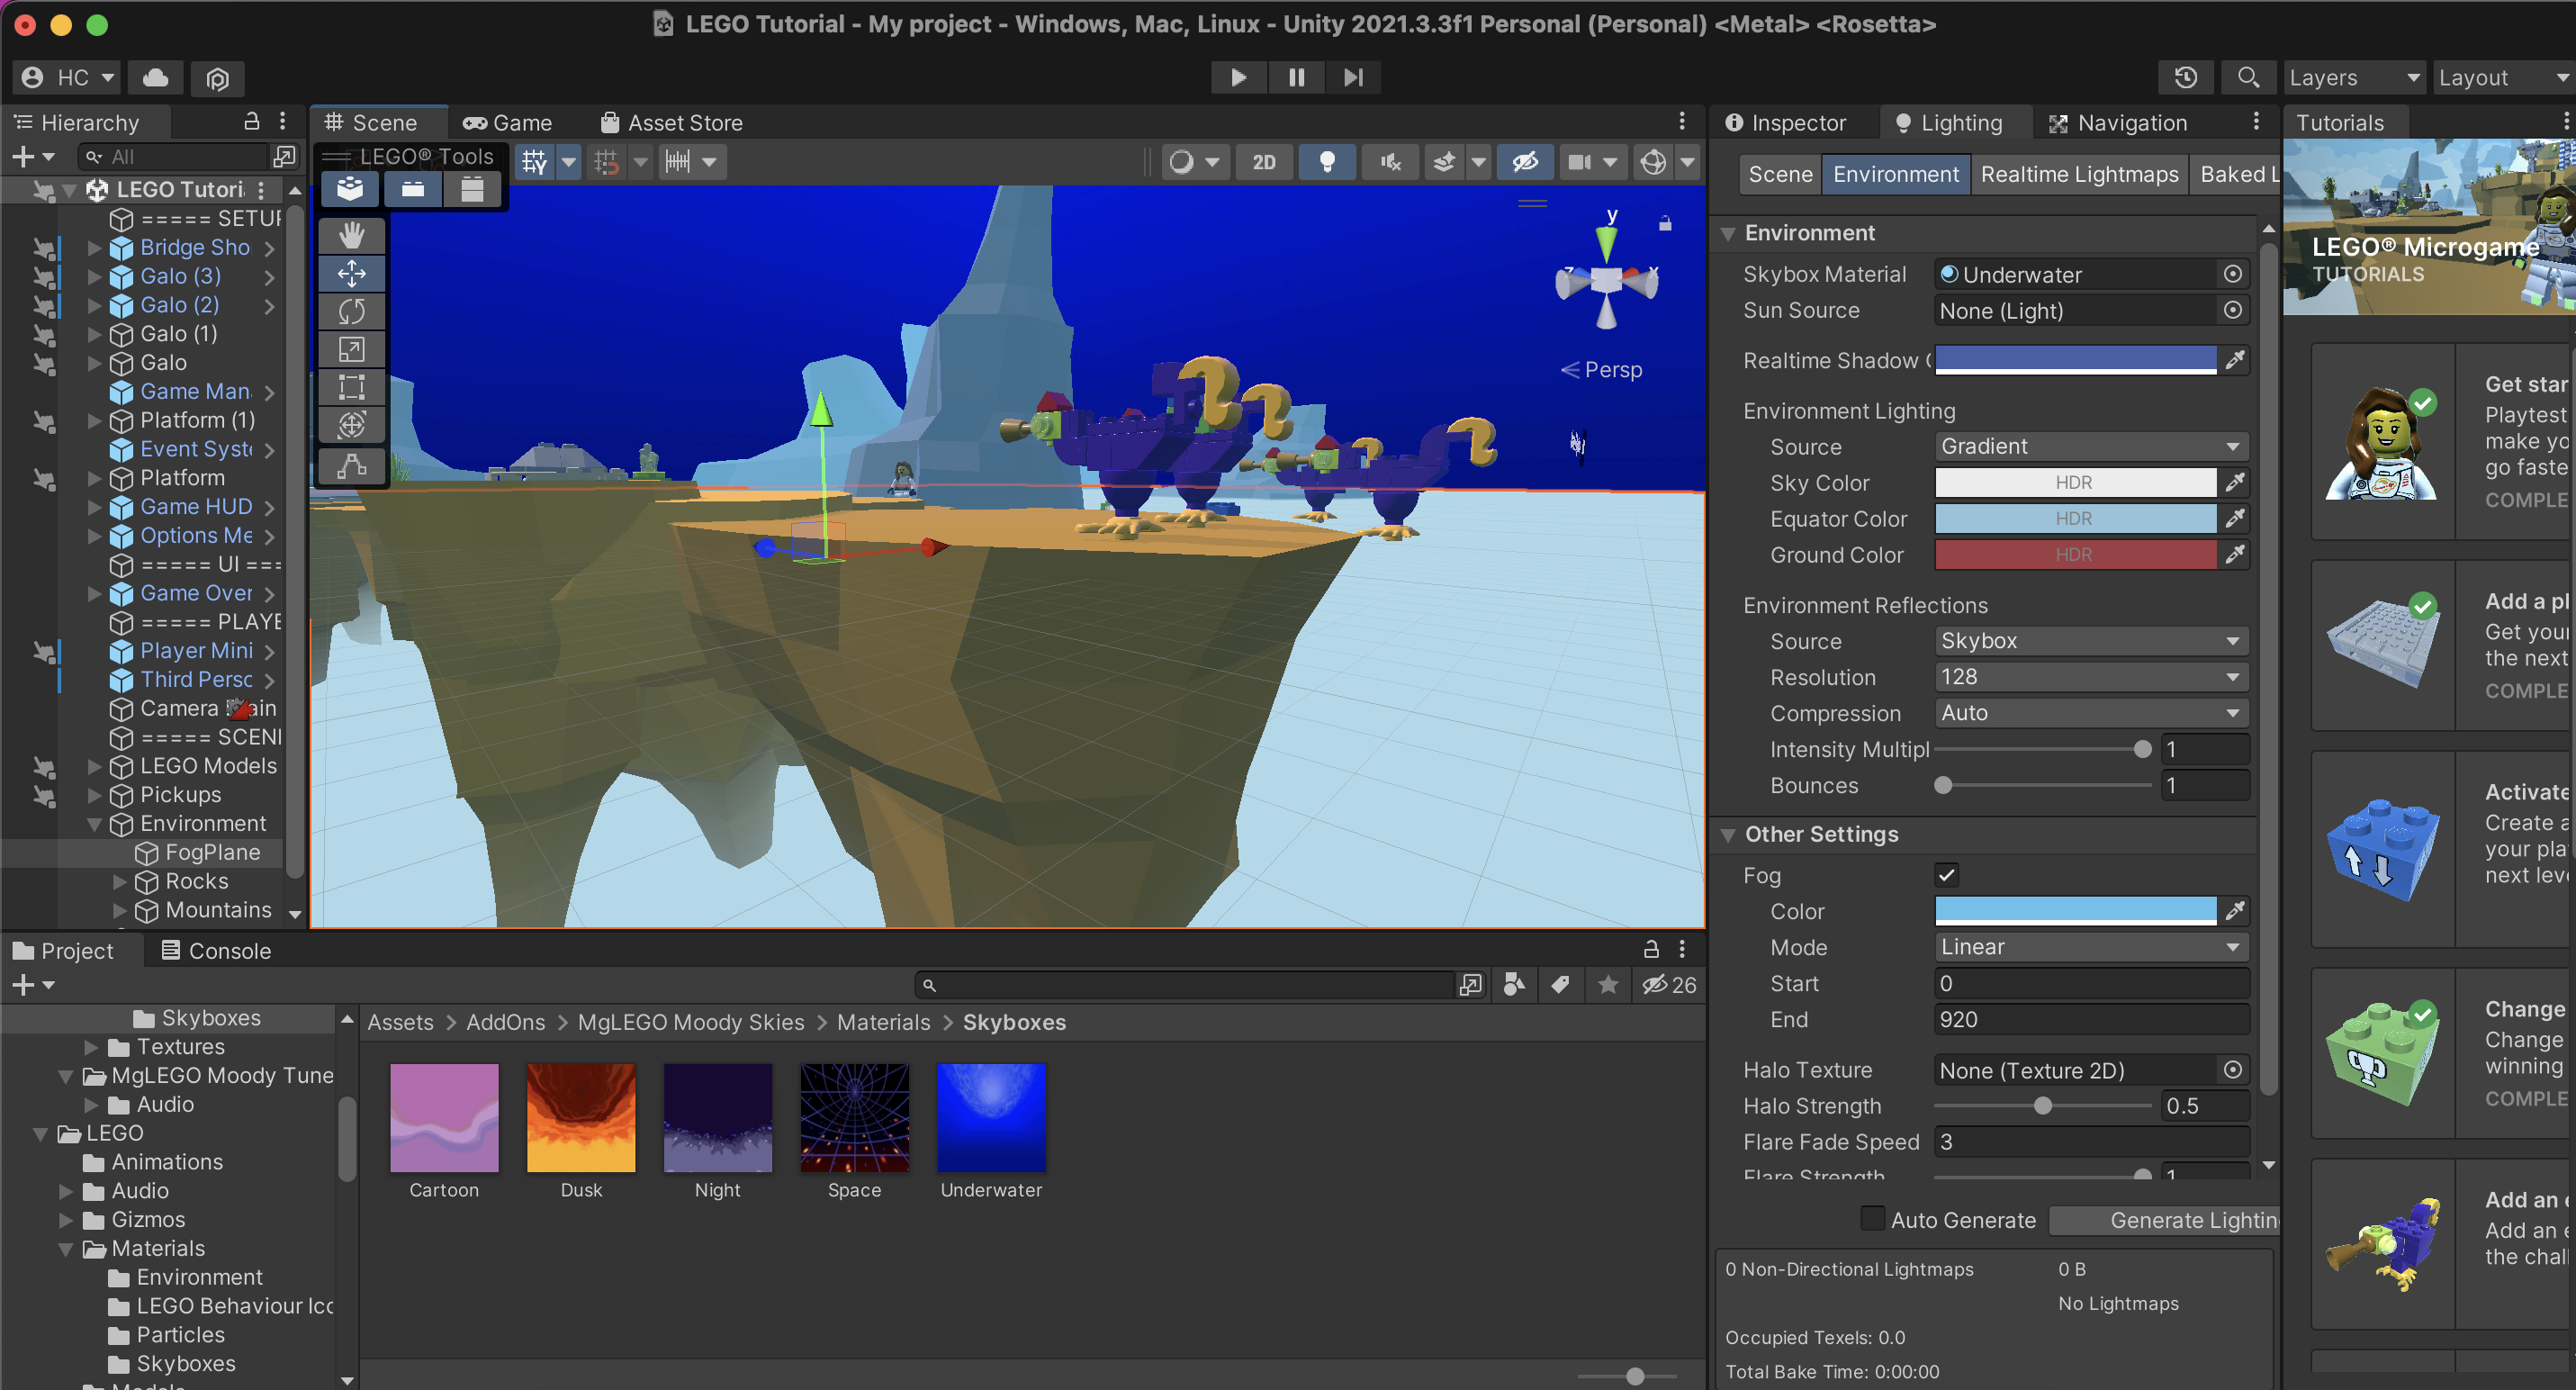 LEGO Tutorial - My project - Windows, Mac, Linux - Unity 2021.3.3f1 Personal (Personal) <Metal> <Rosetta>
HC
Layers
Layout
Hierarchy
All
LEGO Tutori
===== SETUP
Bridge Sho
Galo (3)
Galo (2)
Galo (1)
Galo
Game Man
Platform (1)
Event Syste
Platform
Game HUD
Options Me
===== UI ===
Game Over
===== PLAYE
Player Mini
Third Perso
Camera Main
===== SCENE
LEGO Models
Pickups
Environment
FogPlane
Rocks
Mountains
Scene
Game
Asset Store
LEGO® Tools
2D
y
z
x
Persp
Inspector
Lighting
Navigation
Scene
Environment
Realtime Lightmaps
Baked L
Environment
Skybox Material
Underwater
Sun Source
None (Light)
Realtime Shadow C
Environment Lighting
Source
Gradient
Sky Color
HDR
Equator Color
HDR
Ground Color
HDR
Environment Reflections
Source
Skybox
Resolution
128
Compression
Auto
Intensity Multipl
1
Bounces
1
Other Settings
Fog
Color
Mode
Linear
Start
0
End
920
Halo Texture
None (Texture 2D)
Halo Strength
0.5
Flare Fade Speed
3
Flare Strength
1
Auto Generate
Generate Lightin
0 Non-Directional Lightmaps
0 B
No Lightmaps
Occupied Texels: 0.0
Total Bake Time: 0:00:00
Tutorials
LEGO® Microgame
TUTORIALS
Get star
Playtest
make yo
go faste
COMPLE
Add a pl
Get your
the next
COMPLE
Activate
Create a
your pla
next leve
Change
Change
winning
COMPLE
Add an e
Add an e
the chall
Project
Console
26
Skyboxes
Textures
MgLEGO Moody Tune
Audio
LEGO
Animations
Audio
Gizmos
Materials
Environment
LEGO Behaviour Ico
Particles
Skyboxes
Models
Assets > AddOns > MgLEGO Moody Skies > Materials > Skyboxes
Cartoon
Dusk
Night
Space
Underwater